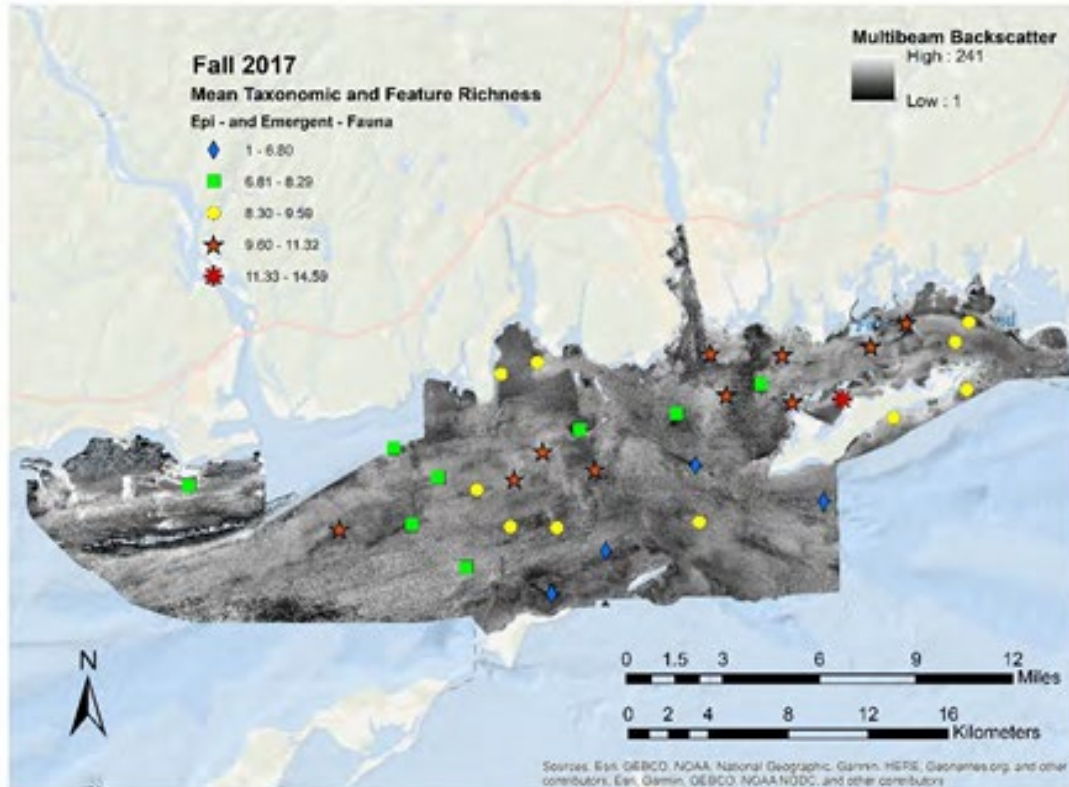 Fall 2017
Mean Taxonomic and Feature Richness
Epi - and Emergent - Fauna
1 - 6.80
6.81 - 8.29
8.30 - 9.59
9.60 - 11.32
11.33 - 14.59
Multibeam Backscatter
High : 241
Low : 1
N
0 1.5 3 6 9 12
Miles
0 2 4 8 12 16
Kilometers
Sources: Esri, GEBCO, NOAA, National Geographic, Garmin, HERE, Geonames.org, and other
contributors, Esri, Garmin, GEBCO, NOAA NGDC, and other contributors